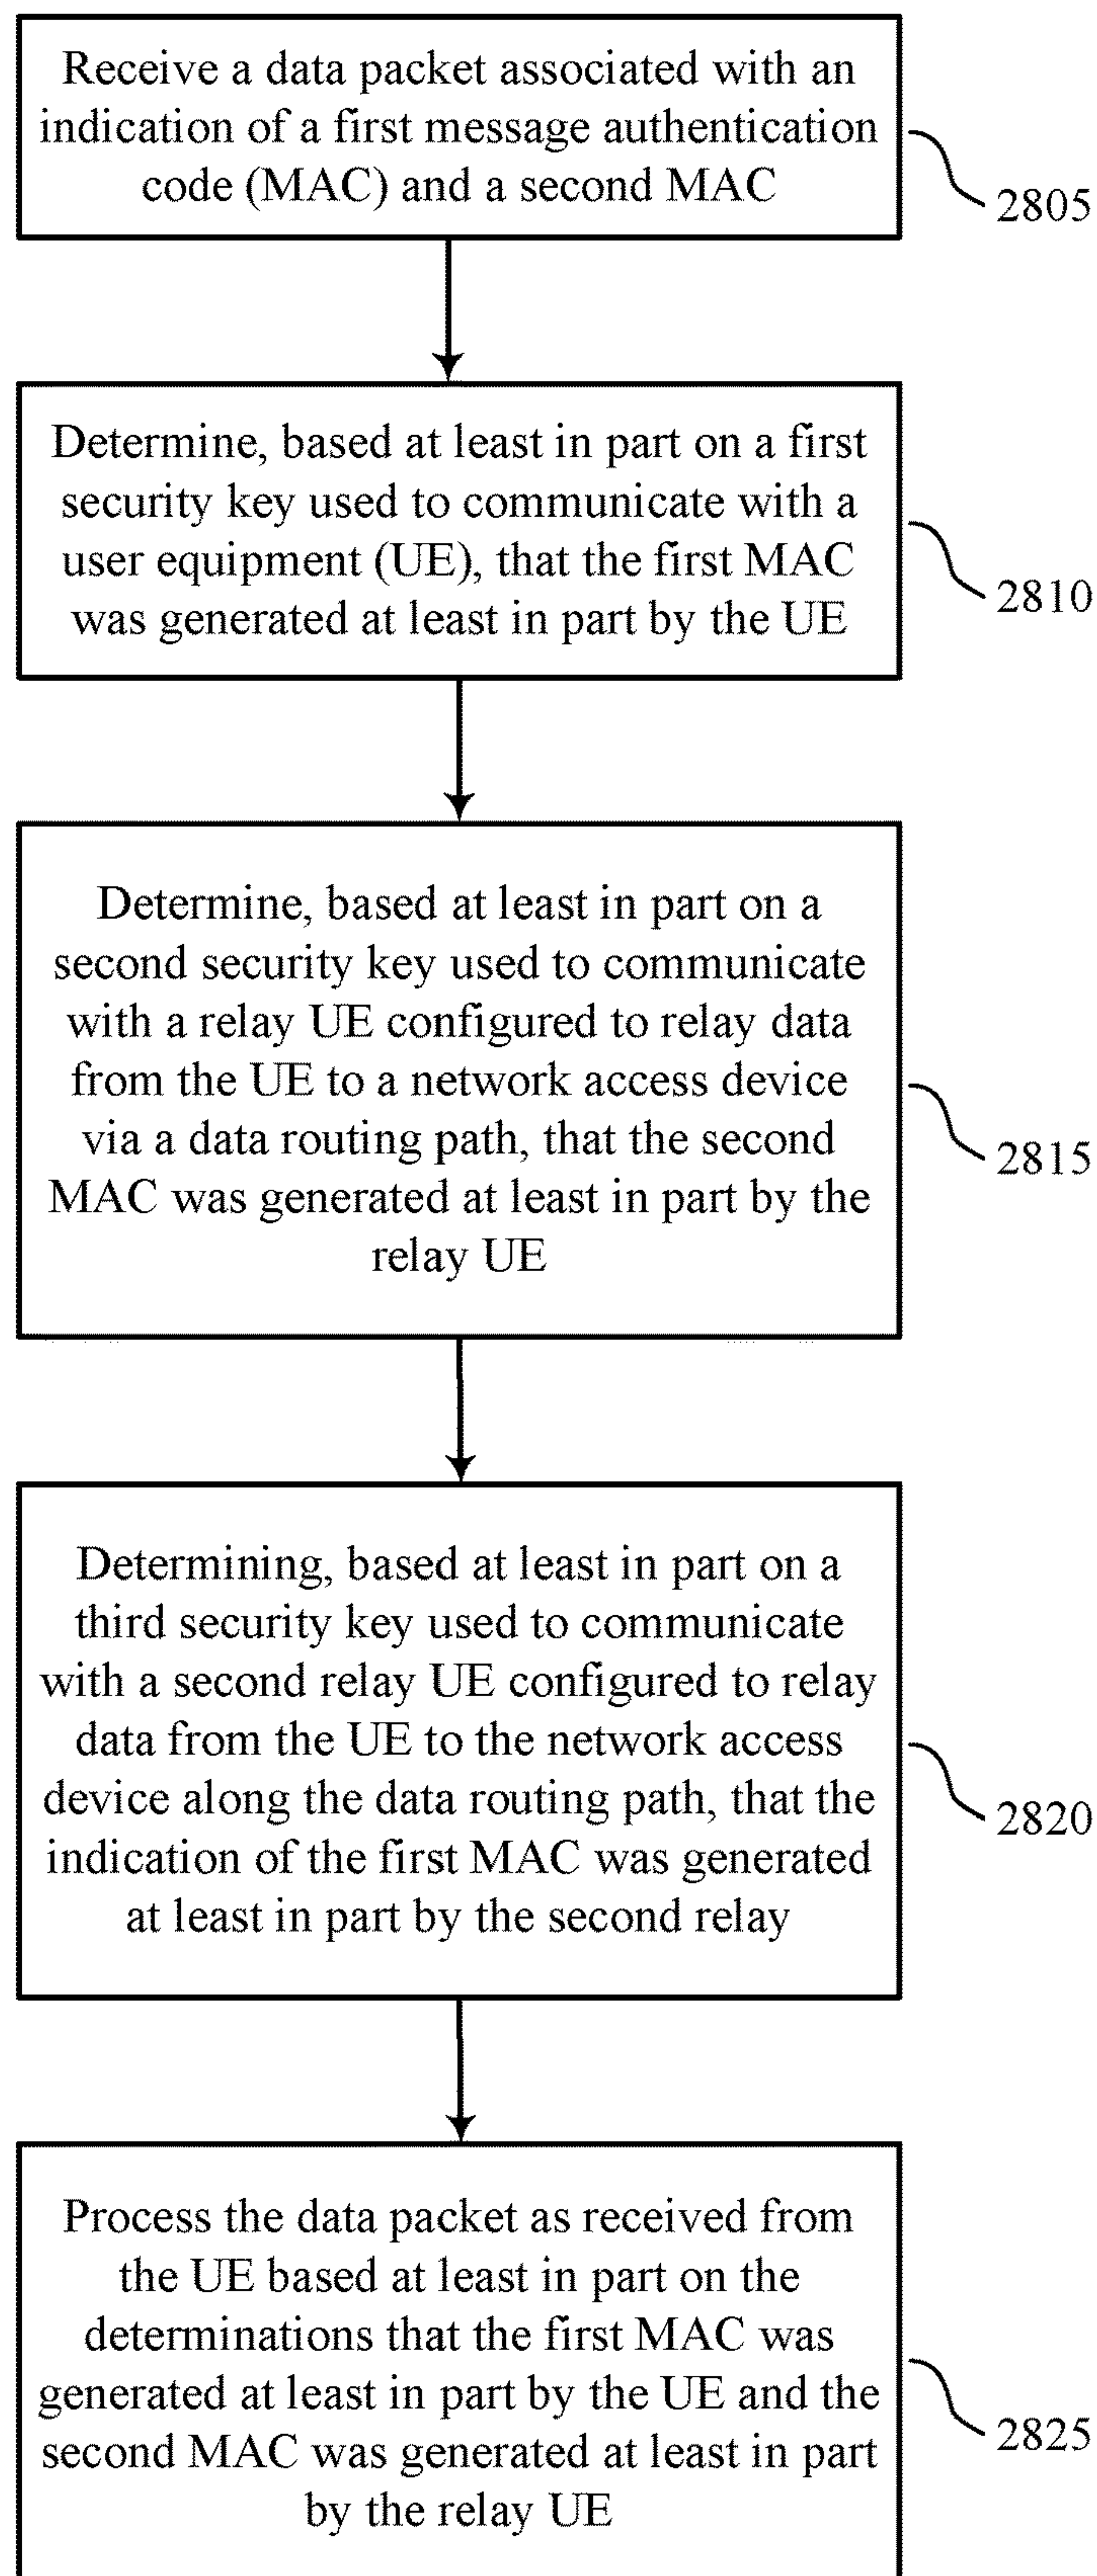 Receive a data packet associated with an
indication of a first message authentication
code (MAC) and a second MAC
2805
Determine, based at least in part on a first
security key used to communicate with a
user equipment (UE), that the first MAC
was generated at least in part by the UE
2810
Determine, based at least in part on a
second security key used to communicate
with a relay UE configured to relay data
from the UE to a network access device
via a data routing path, that the second
MAC was generated at least in part by the
relay UE
2815
Determining, based at least in part on a
third security key used to communicate
with a second relay UE configured to relay
data from the UE to the network access
device along the data routing path, that the
indication of the first MAC was generated
at least in part by the second relay
2820
Process the data packet as received from
the UE based at least in part on the
determinations that the first MAC was
generated at least in part by the UE and the
second MAC was generated at least in part
by the relay UE
2825